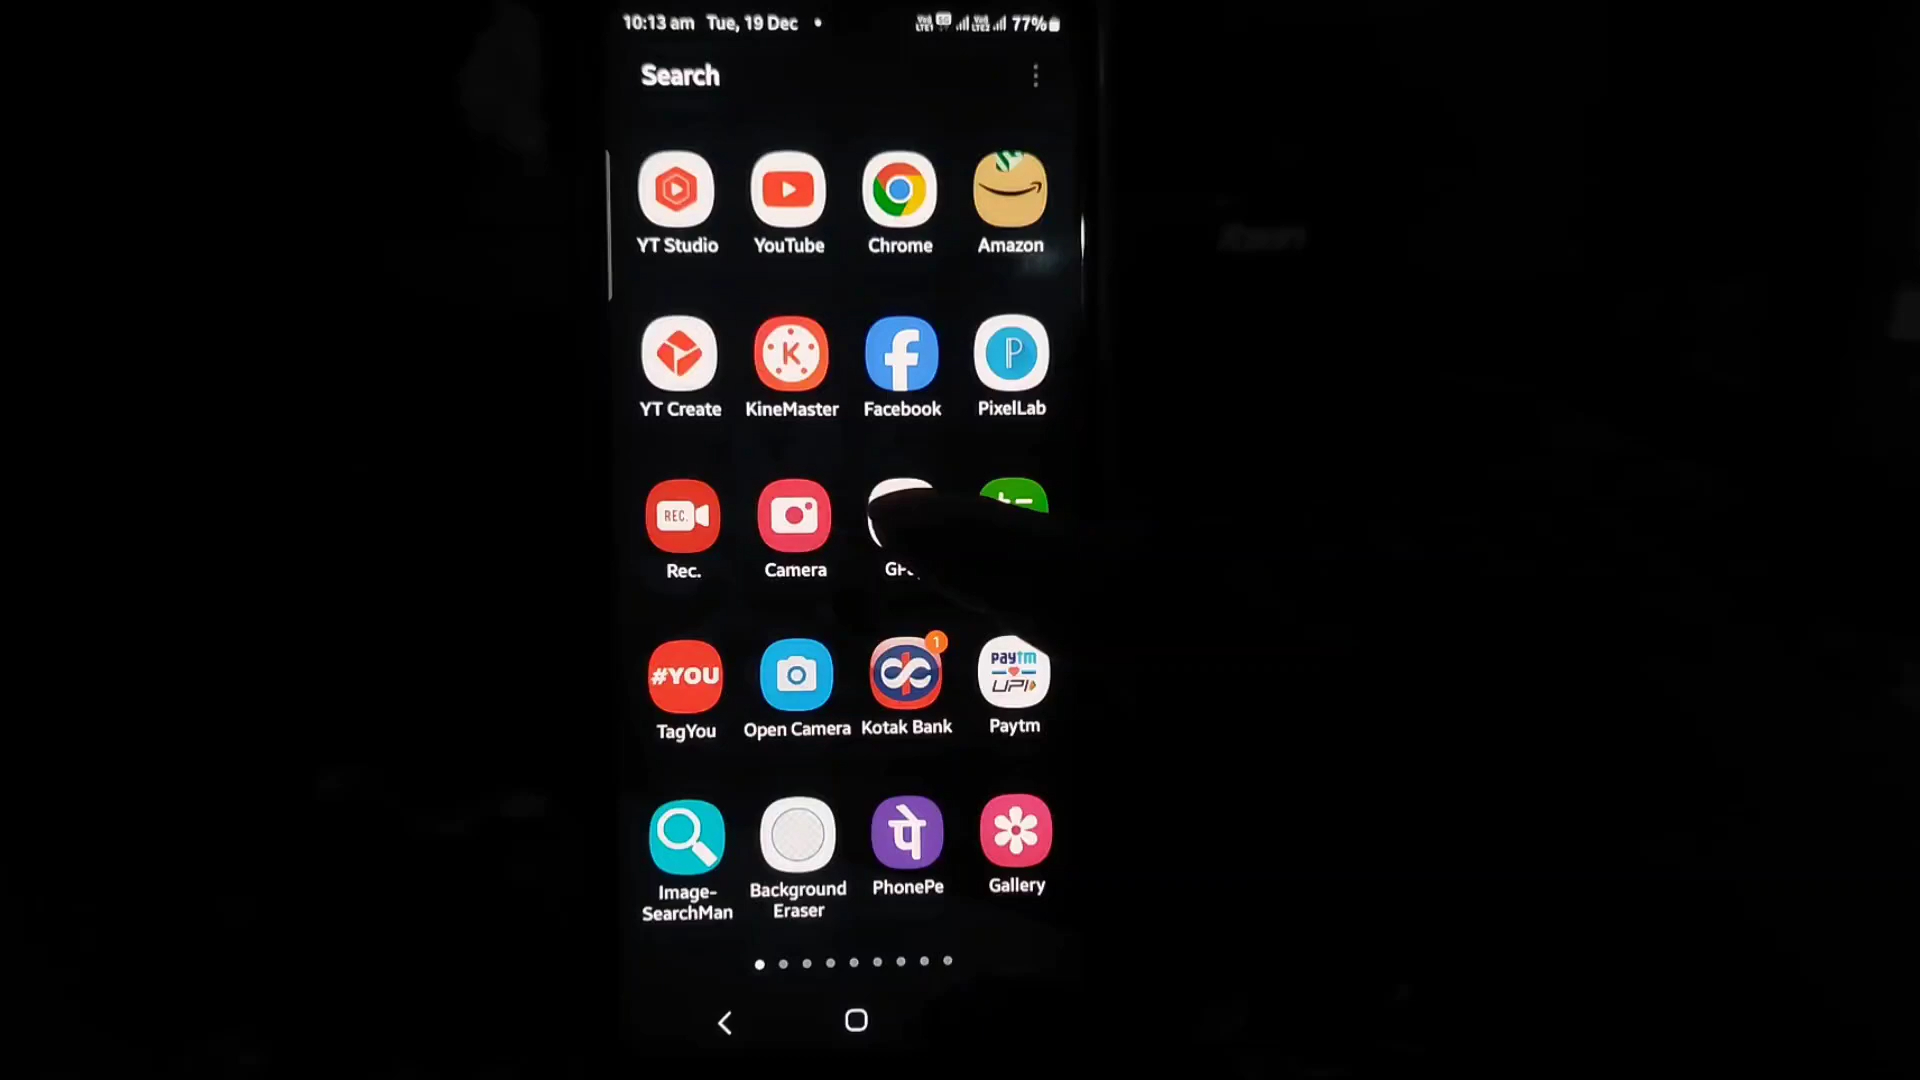 10:13 am Tue, 19 Dec
77%
Search
YT Studio YouTube Chrome Amazon
K P
YT Create KineMaster Facebook PixelLab
REC.
Rec. Camera
#YOU 1 Paytm UPI
TagYou Open Camera Kotak Bank Paytm
पे
Image- Background PhonePe Gallery
SearchMan Eraser